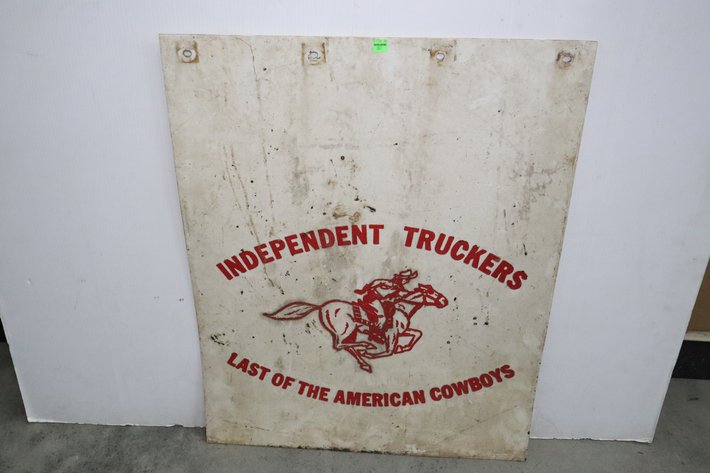 INDEPENDENT TRUCKERS
LAST OF THE AMERICAN COWBOYS